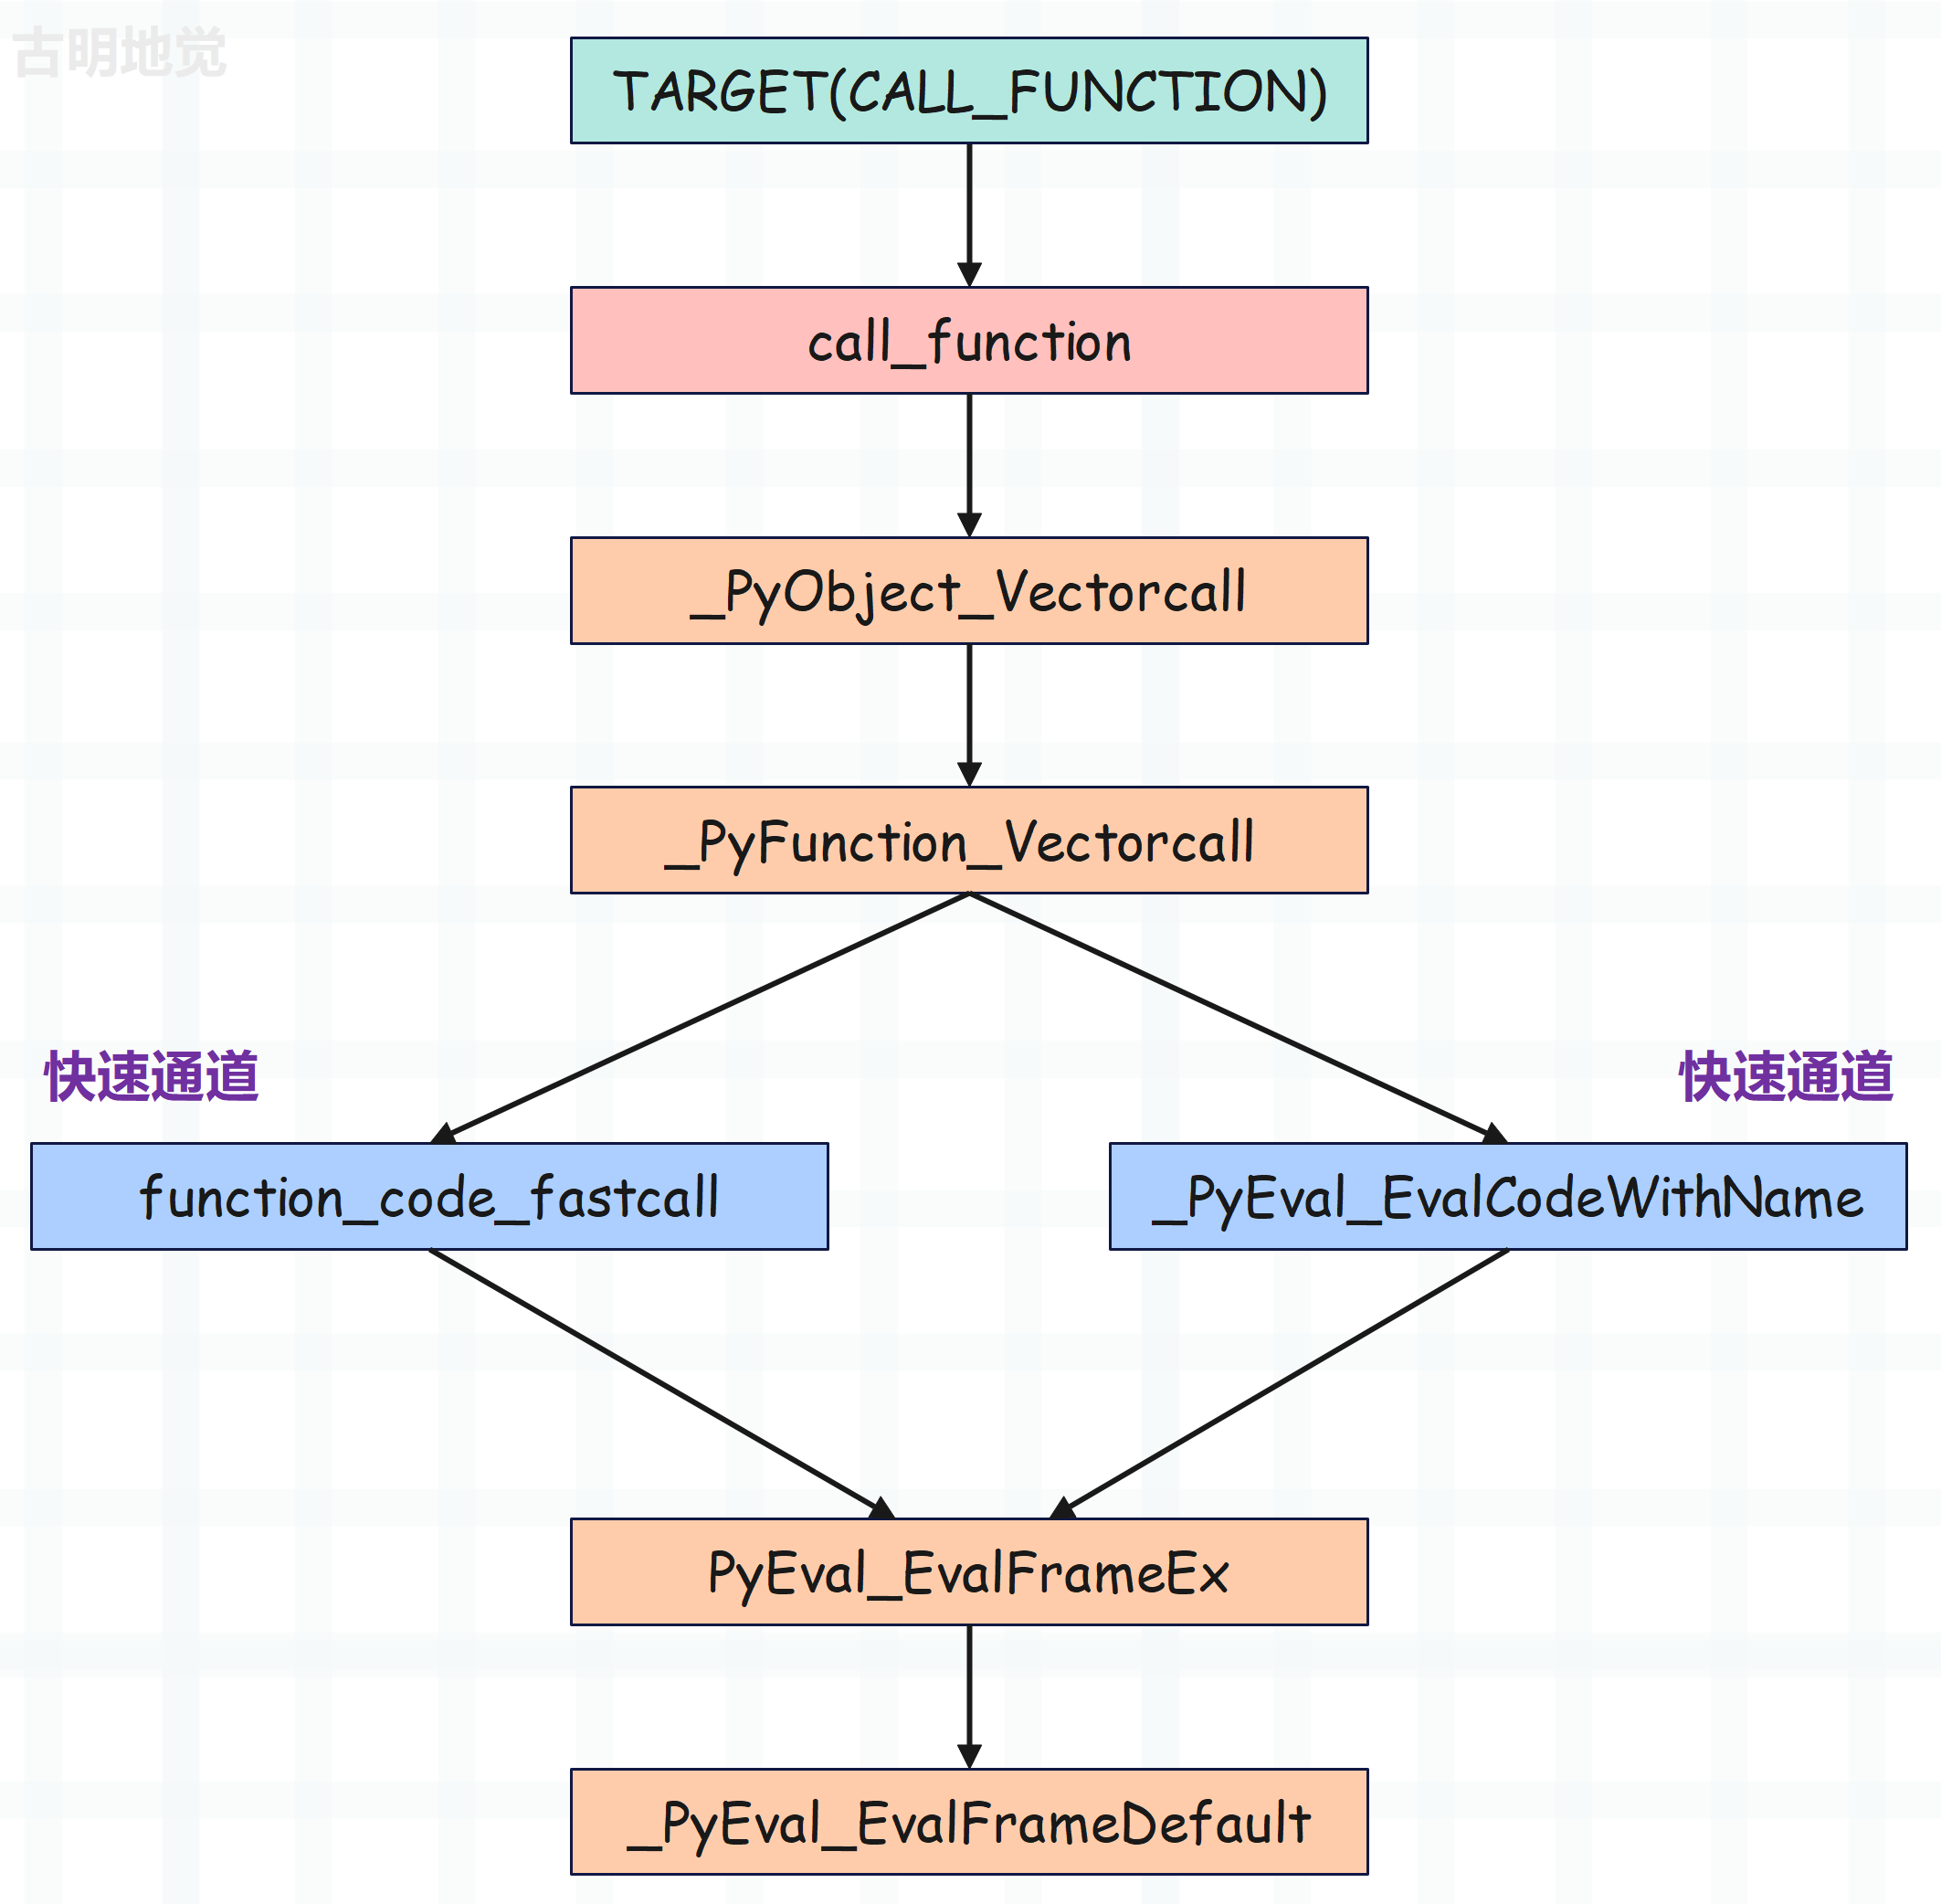 古明地觉
TARGET(CALL_FUNCTION)
call_function
_PyObject_Vectorcall
_PyFunction_Vectorcall
快速通道
快速通道
function_code_fastcall
_PyEval_EvalCodeWithName
PyEval_EvalFrameEx
_PyEval_EvalFrameDefault